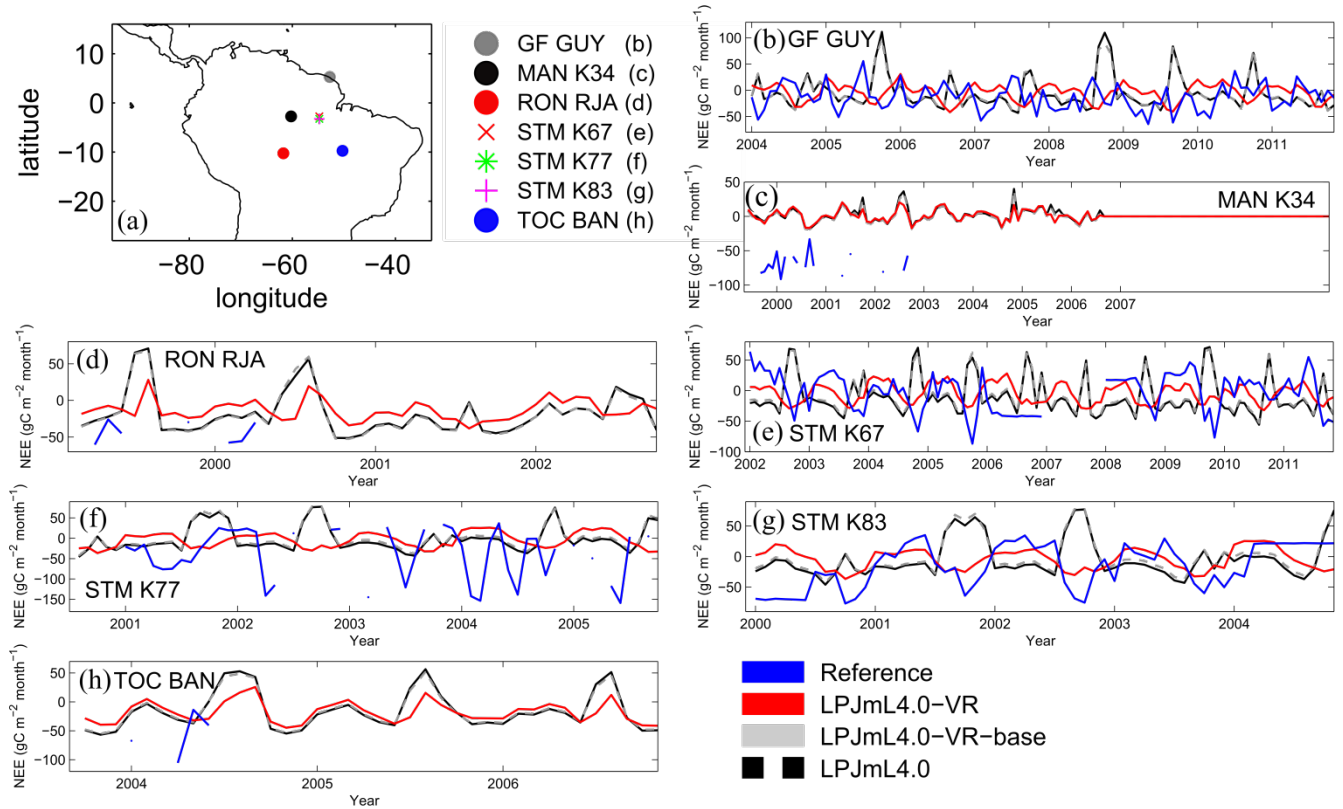 10
0
−10
−20
−80
−60
−40
latitude
longitude
(a)
GF GUY (b)
MAN K34 (c)
RON RJA (d)
STM K67 (e)
STM K77 (f)
STM K83 (g)
TOC BAN (h)
(b) GF GUY
NEE (gC m−2 month−1)
100
50
0
−50
2004 2005 2006 2007 2008 2009 2010 2011
Year
(c)
MAN K34
NEE (gC m−2 month−1)
50
0
−50
−100
2000 2001 2002 2003 2004 2005 2006 2007
Year
(d) RON RJA
NEE (gC m−2 month−1)
50
0
−50
2000 2001 2002
Year
(e) STM K67
NEE (gC m−2 month−1)
50
0
−50
−100
2002 2003 2004 2005 2006 2007 2008 2009 2010 2011
Year
(f)
STM K77
NEE (gC m−2 month−1)
50
0
−50
−100
−150
2001 2002 2003 2004 2005
Year
(g) STM K83
NEE (gC m−2 month−1)
50
0
−50
2000 2001 2002 2003 2004
Year
(h) TOC BAN
NEE (gC m−2 month−1)
50
0
−50
−100
2004 2005 2006
Year
Reference
LPJmL4.0−VR
LPJmL4.0−VR−base
LPJmL4.0